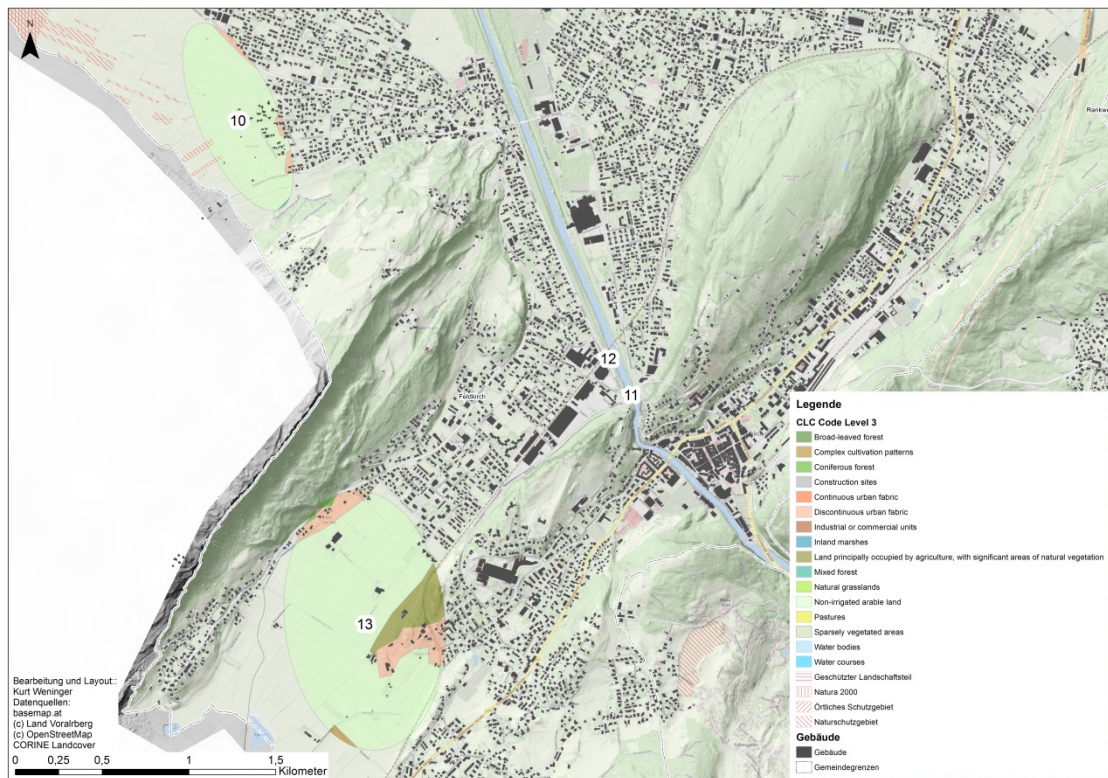 N
10
Rankwe
12
11
Feldkirch
13
Legende
CLC Code Level 3
Broad-leaved forest
Complex cultivation patterns
Coniferous forest
Construction sites
Continuous urban fabric
Discontinuous urban fabric
Industrial or commercial units
Inland marshes
Land principally occupied by agriculture, with significant areas of natural vegetation
Mixed forest
Natural grasslands
Non-irrigated arable land
Pastures
Sparsely vegetated areas
Water bodies
Water courses
Geschützter Landschaftsteil
Natura 2000
Örtliches Schutzgebiet
Naturschutzgebiet
Gebäude
Gebäude
Gemeindegrenzen
Bearbeitung und Layout::
Kurt Weninger
Datenquellen:
basemap.at
(c) Land Voralrberg
(c) OpenStreetMap
CORINE Landcover
0 0,25 0,5 1 1,5
Kilometer